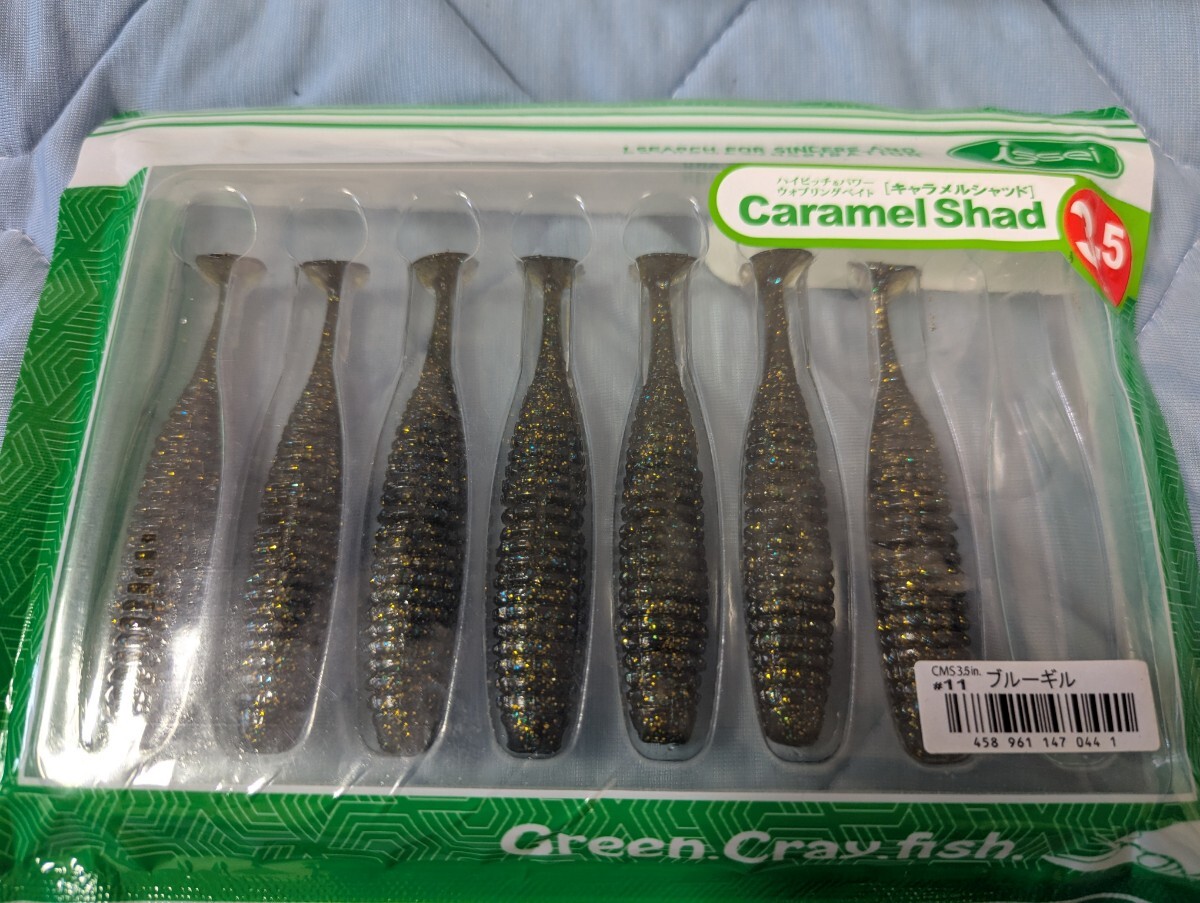 I SEARCH FOR SINCERE AND
issei
ハイピッチ&パワー
ウォブリングベイト
[キャラメルシャッド]
Caramel Shad
3.5
CMS3.5in.
#11 ブルーギル
458 961 147 044 1
Green.Cray.fish.